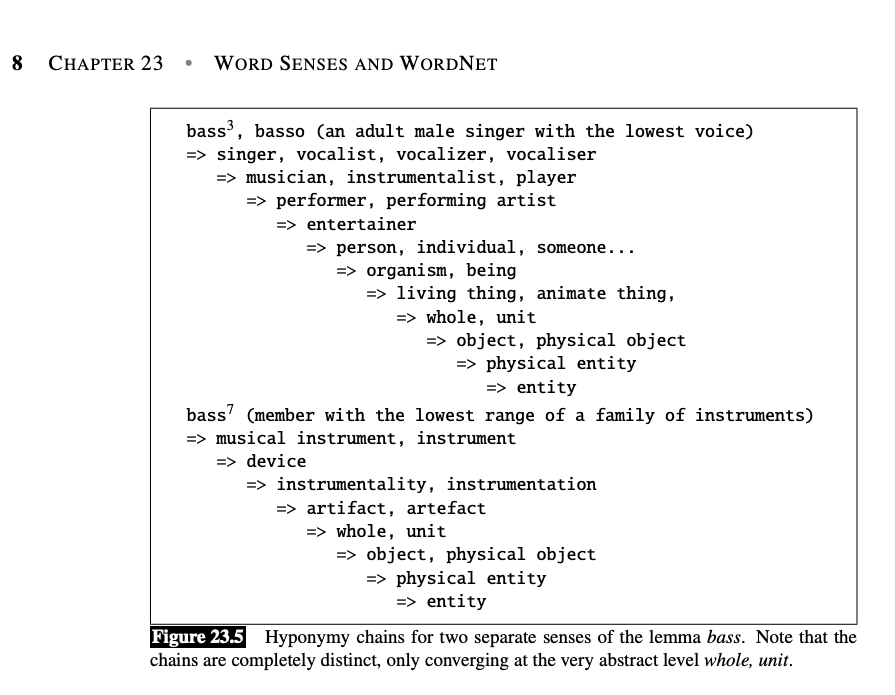 8 CHAPTER 23 • WORD SENSES AND WORDNET
bass3, basso (an adult male singer with the lowest voice)
=> singer, vocalist, vocalizer, vocaliser
=> musician, instrumentalist, player
=> performer, performing artist
=> entertainer
=> person, individual, someone...
=> organism, being
=> living thing, animate thing,
=> whole, unit
=> object, physical object
=> physical entity
=> entity
bass7 (member with the lowest range of a family of instruments)
=> musical instrument, instrument
=> device
=> instrumentality, instrumentation
=> artifact, artefact
=> whole, unit
=> object, physical object
=> physical entity
=> entity
Figure 23.5 Hyponymy chains for two separate senses of the lemma bass. Note that the
chains are completely distinct, only converging at the very abstract level whole, unit.